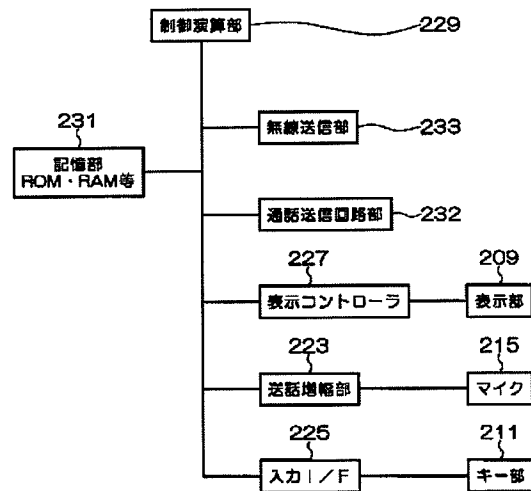 制御演算部
229
231
記憶部
ROM・RAM等
無線送信部
233
通話送信回路部
232
227
表示コントローラ
209
表示部
223
送話増幅部
215
マイク
225
入力I/F
211
キー部